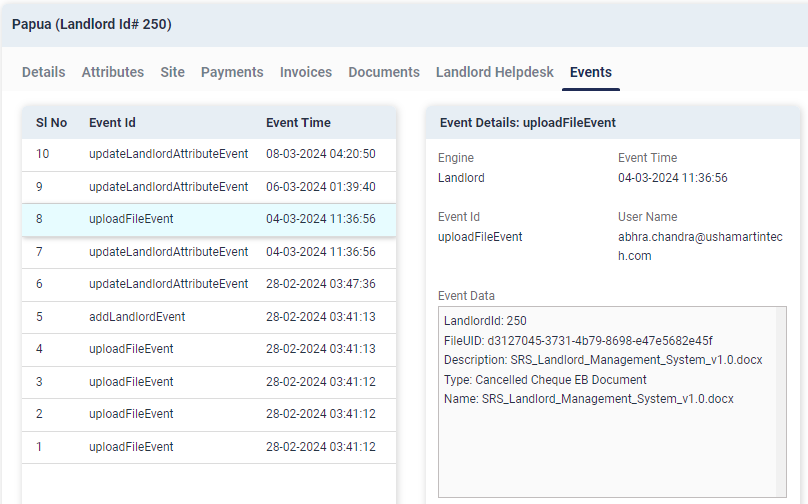 Papua (Landlord Id# 250)
Details Attributes Site Payments Invoices Documents Landlord Helpdesk Events
Sl No Event Id Event Time
10 updateLandlordAttributeEvent 08-03-2024 04:20:50
9 updateLandlordAttributeEvent 06-03-2024 01:39:40
8 uploadFileEvent 04-03-2024 11:36:56
7 updateLandlordAttributeEvent 04-03-2024 11:36:56
6 updateLandlordAttributeEvent 28-02-2024 03:47:36
5 addLandlordEvent 28-02-2024 03:41:13
4 uploadFileEvent 28-02-2024 03:41:13
3 uploadFileEvent 28-02-2024 03:41:12
2 uploadFileEvent 28-02-2024 03:41:12
1 uploadFileEvent 28-02-2024 03:41:12
Event Details: uploadFileEvent
Engine Event Time
Landlord 04-03-2024 11:36:56
Event Id User Name
uploadFileEvent abhra.chandra@ushamartintec
h.com
Event Data
LandlordId: 250
FileUID: d3127045-3731-4b79-8698-e47e5682e45f
Description: SRS_Landlord_Management_System_v1.0.docx
Type: Cancelled Cheque EB Document
Name: SRS_Landlord_Management_System_v1.0.docx